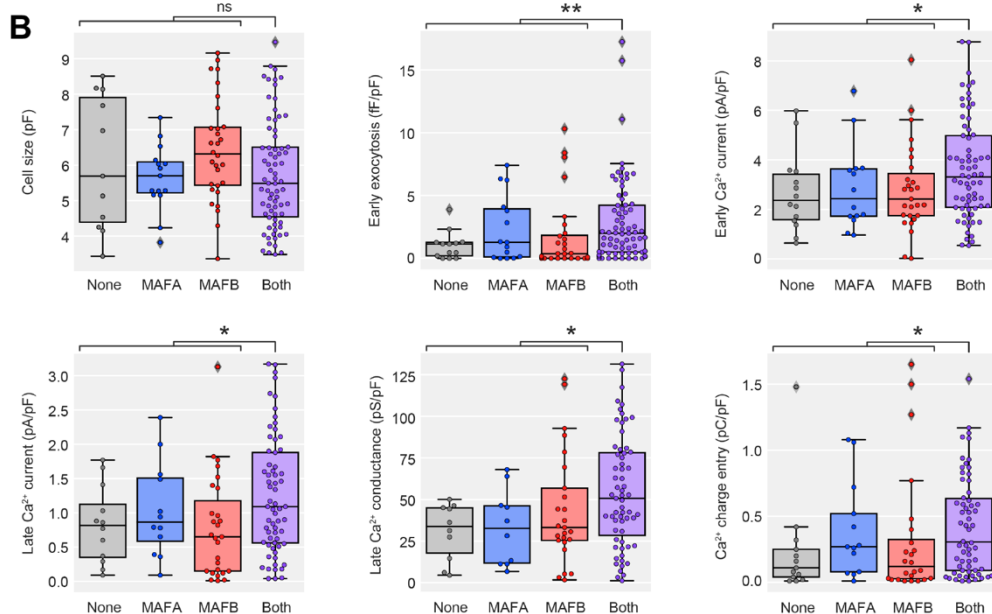 B
ns
Cell size (pF)
9
8
7
6
5
4
None MAFA MAFB Both
**
Early exocytosis (fF/pF)
15
10
5
0
None MAFA MAFB Both
*
Early Ca²⁺ current (pA/pF)
8
6
4
2
0
None MAFA MAFB Both
*
Late Ca²⁺ current (pA/pF)
3.0
2.5
2.0
1.5
1.0
0.5
0.0
None MAFA MAFB Both
*
Late Ca²⁺ conductance (pS/pF)
125
100
75
50
25
0
None MAFA MAFB Both
*
Ca²⁺ charge entry (pC/pF)
1.5
1.0
0.5
0.0
None MAFA MAFB Both